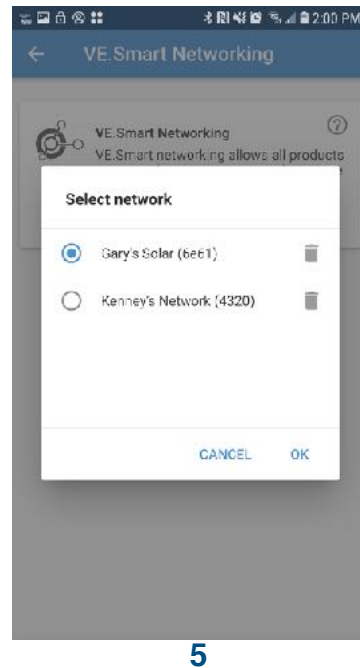 2:00 PM
VE.Smart Networking
VE.Smart Networking
VE.Smart networking allows all products
Select network
Gary's Solar (6e61)
Kenney's Network (4320)
CANCEL
OK
5